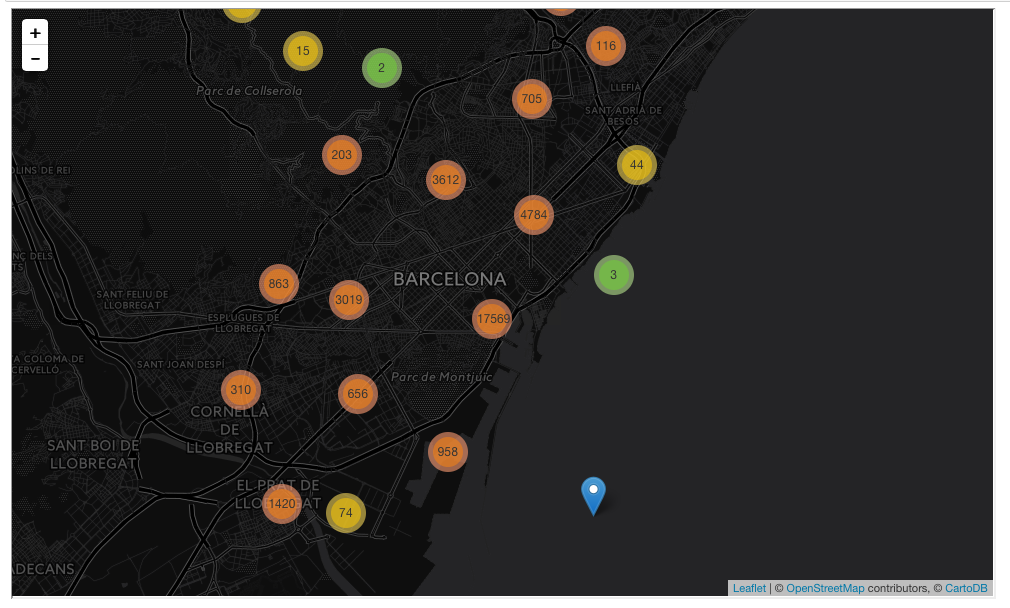 +
-
15
2
116
Parc de Collserola
LLEFIÀ
705
SANT ADRIÀ DE
BESÒS
203
44
OLINS DE REI
3612
4784
NÇ DELS
TS
3
BARCELONA
863
SANT FELIU DE
LLOBREGAT
3019
ESPLUGUES DE
LLOBREGAT
17569
A COLOMA DE
CERVELLÓ
SANT JOAN DESPÍ
Parc de Montjuïc
310
656
CORNELLÀ
DE
LLOBREGAT
SANT BOI DE
LLOBREGAT
958
EL PRAT DE
LLOBREGAT
1420
74
ADECANS
Leaflet | © OpenStreetMap contributors, © CartoDB